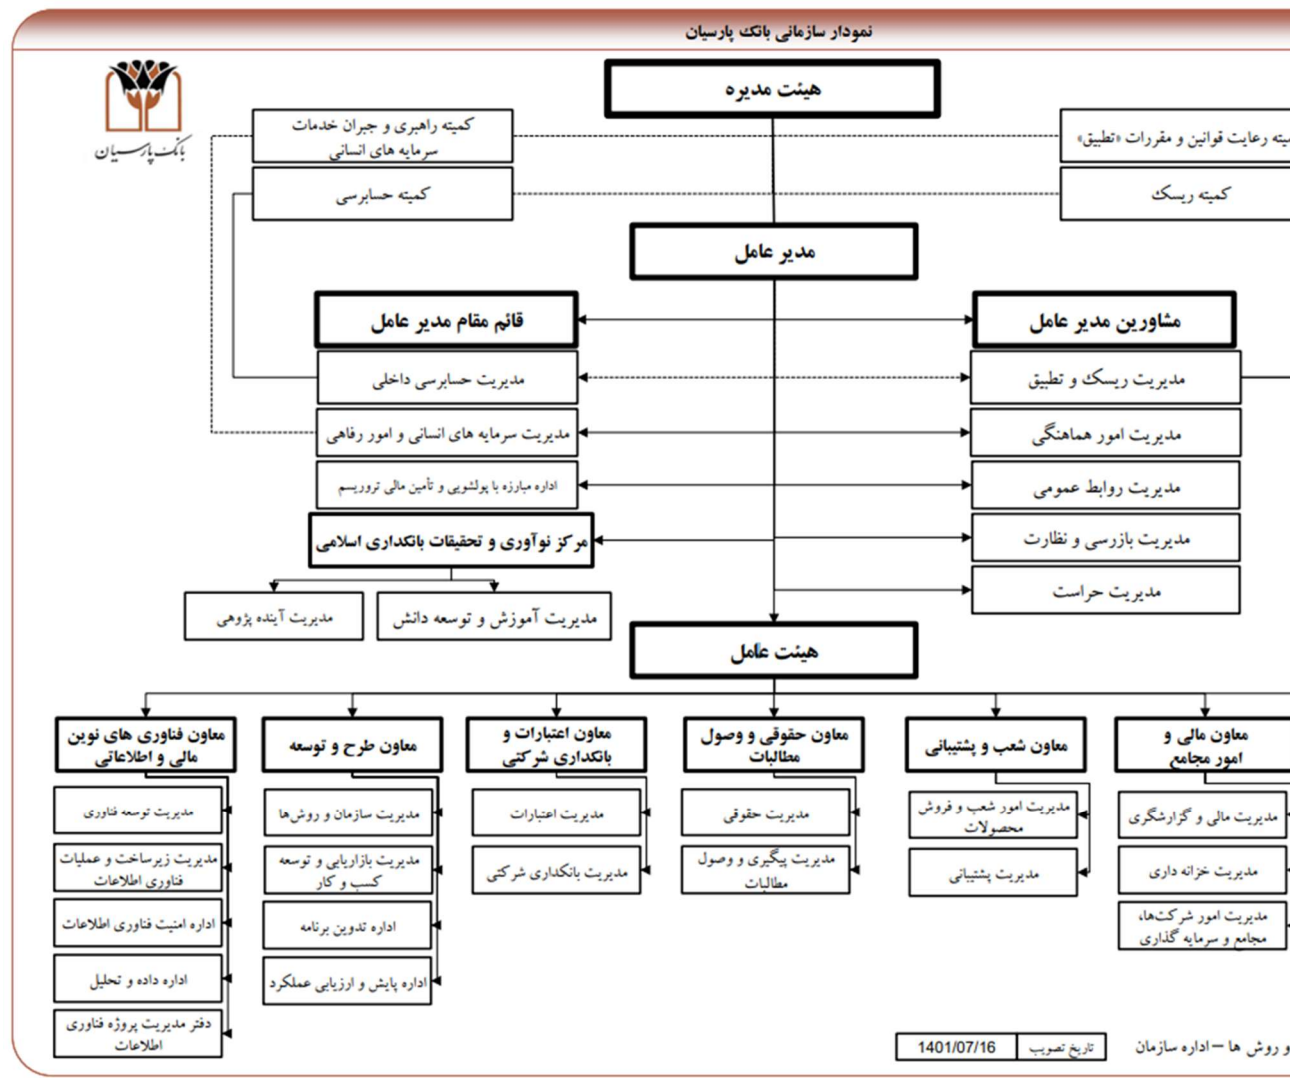 نمودار سازمانی بانک پارسیان
بانک پارسیان
هیئت مدیره
رعایت قوانین و مقررات «تطبیق»
کمیته راهبری و جبران خدمات
سرمایه های انسانی
کمیته ریسک
کمیته حسابرسی
مدیر عامل
مشاورین مدیر عامل
قائم مقام مدیر عامل
مدیریت ریسک و تطبیق
مدیریت حسابرسی داخلی
مدیریت امور هماهنگی
مدیریت سرمایه های انسانی و امور رفاهی
مدیریت روابط عمومی
اداره مبارزه با پولشویی و تأمین مالی تروریسم
مدیریت بازرسی و نظارت
مرکز نوآوری و تحقیقات بانکداری اسلامی
مدیریت حراست
مدیریت آموزش و توسعه دانش
مدیریت آینده پژوهی
هیئت عامل
معاون مالی و
امور مجامع
مدیریت مالی و گزارشگری
مدیریت خزانه داری
مدیریت امور شرکت‌ها،
مجامع و سرمایه گذاری
معاون شعب و پشتیبانی
مدیریت امور شعب و فروش
محصولات
مدیریت پشتیبانی
معاون حقوقی و وصول
مطالبات
مدیریت حقوقی
مدیریت پیگیری و وصول
مطالبات
معاون اعتبارات و
بانکداری شرکتی
مدیریت اعتبارات
مدیریت بانکداری شرکتی
معاون طرح و توسعه
مدیریت سازمان و روش‌ها
مدیریت بازاریابی و توسعه
کسب و کار
اداره تدوین برنامه
اداره پایش و ارزیابی عملکرد
معاون فناوری های نوین
مالی و اطلاعاتی
مدیریت توسعه فناوری
مدیریت زیرساخت و عملیات
فناوری اطلاعات
اداره امنیت فناوری اطلاعات
اداره داده و تحلیل
دفتر مدیریت پروژه فناوری
اطلاعات
و روش ها – اداره سازمان
تاریخ تصویب
1401/07/16